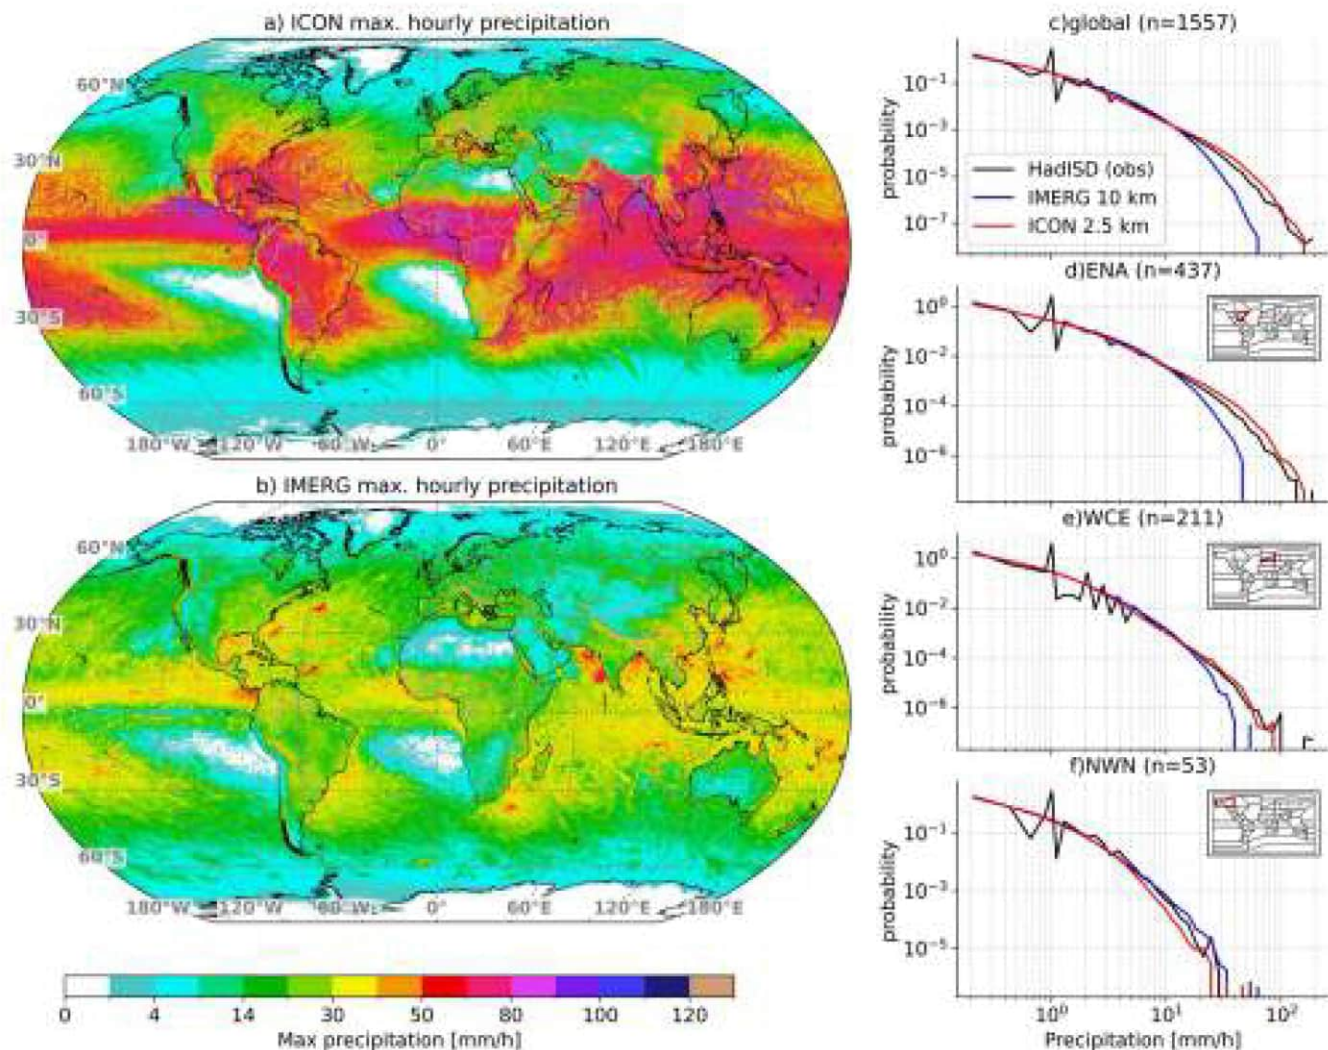 a) ICON max. hourly precipitation
60°N
30°N
0°
30°S
60°S
180°W
120°W
60°W
0°
60°E
120°E
180°E
b) IMERG max. hourly precipitation
60°N
30°N
0°
30°S
60°S
180°W
120°W
60°W
0°
60°E
120°E
180°E
0 4 14 30 50 80 100 120
Max precipitation [mm/h]
c)global (n=1557)
probability
10⁻¹
10⁻³
10⁻⁵
10⁻⁷
HadISD (obs)
IMERG 10 km
ICON 2.5 km
d)ENA (n=437)
probability
10⁰
10⁻²
10⁻⁴
10⁻⁶
e)WCE (n=211)
probability
10⁰
10⁻²
10⁻⁴
10⁻⁶
f)NWN (n=53)
probability
10⁻¹
10⁻³
10⁻⁵
10⁰ 10¹ 10²
Precipitation [mm/h]